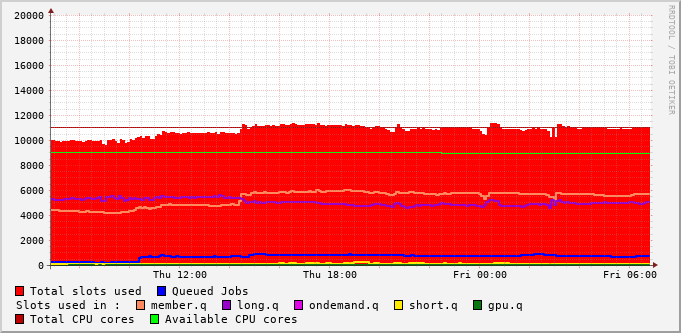 20000
18000
16000
14000
12000
10000
8000
6000
4000
2000
0
Thu 12:00 Thu 18:00 Fri 00:00 Fri 06:00
Total slots used Queued Jobs
Slots used in : member.q long.q ondemand.q short.q gpu.q
Total CPU cores Available CPU cores
RRDTOOL / TOBI OETIKER